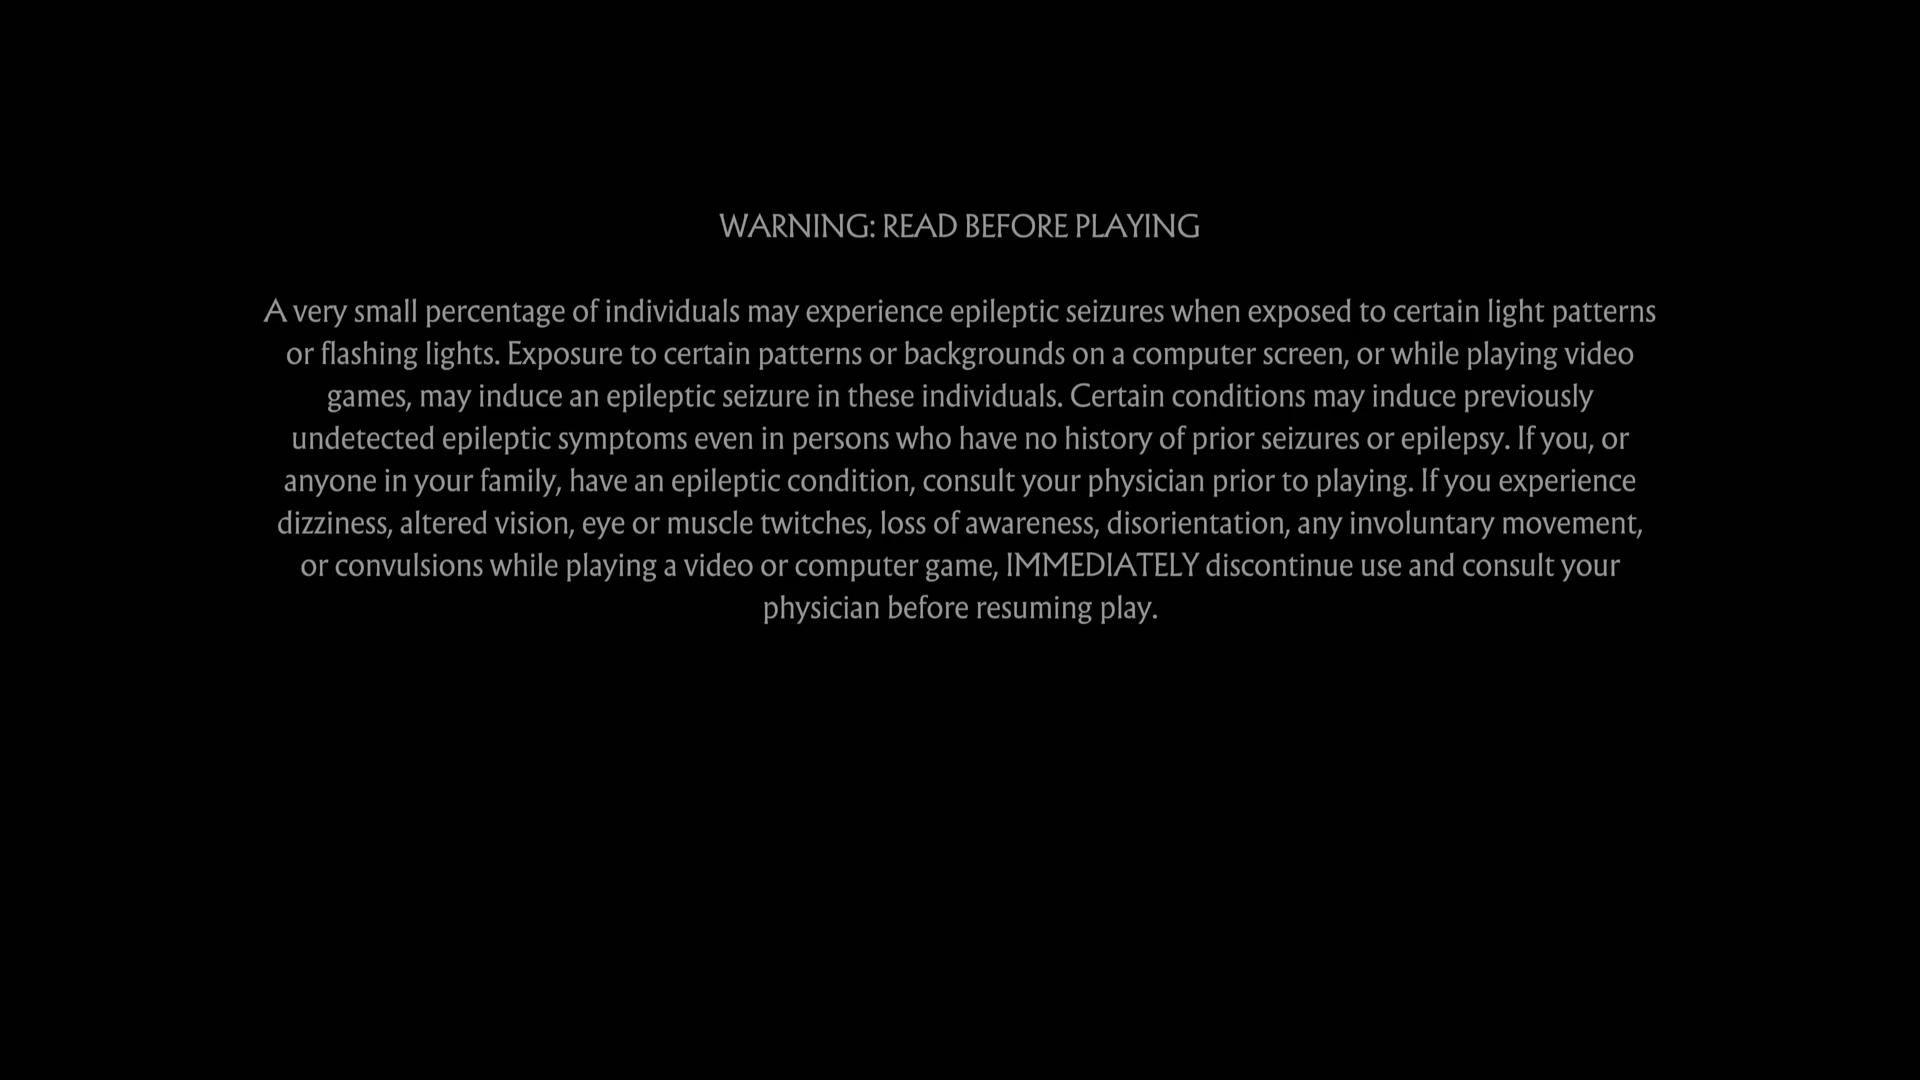 WARNING: READ BEFORE PLAYING
A very small percentage of individuals may experience epileptic seizures when exposed to certain light patterns
or flashing lights. Exposure to certain patterns or backgrounds on a computer screen, or while playing video
games, may induce an epileptic seizure in these individuals. Certain conditions may induce previously
undetected epileptic symptoms even in persons who have no history of prior seizures or epilepsy. If you, or
anyone in your family, have an epileptic condition, consult your physician prior to playing. If you experience
dizziness, altered vision, eye or muscle twitches, loss of awareness, disorientation, any involuntary movement,
or convulsions while playing a video or computer game, IMMEDIATELY discontinue use and consult your
physician before resuming play.